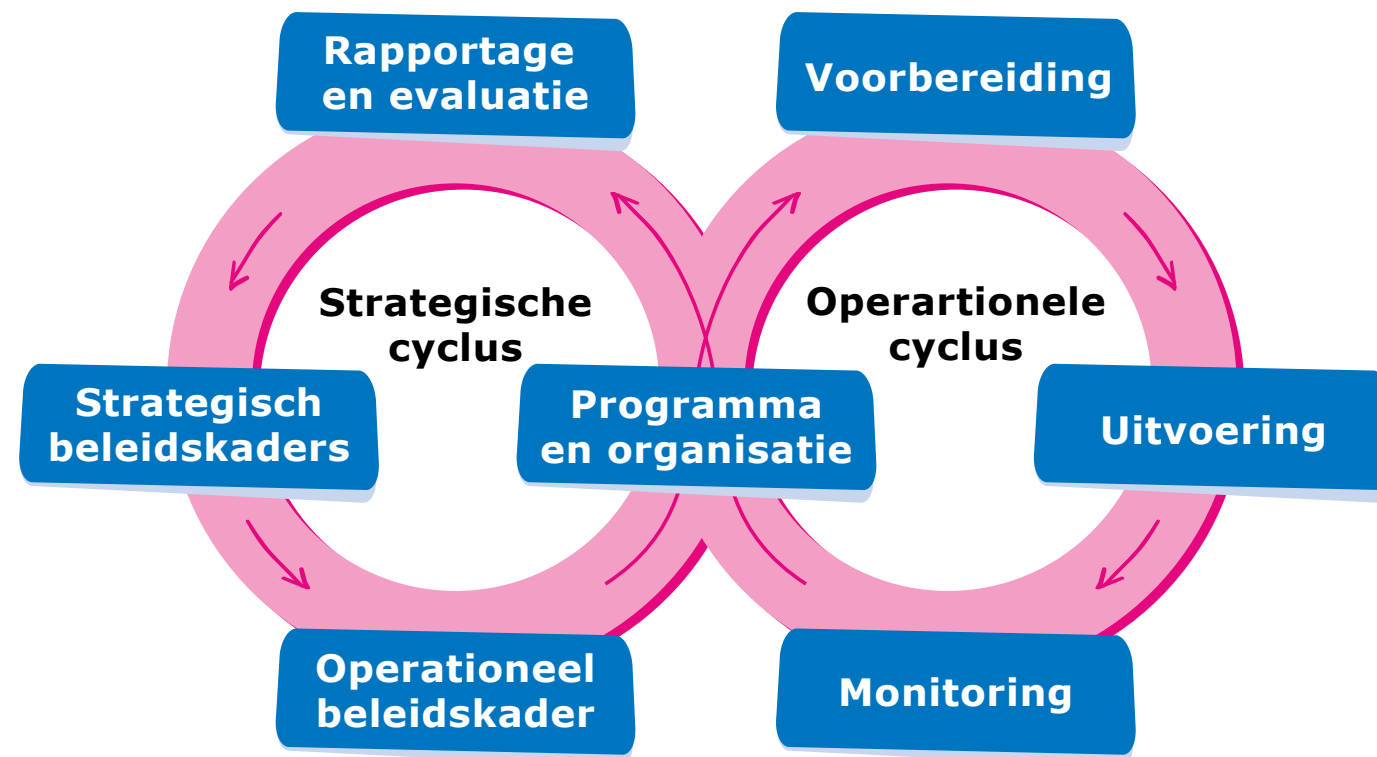 Rapportage
en evaluatie
Voorbereiding
Strategische
cyclus
Operartionele
cyclus
Strategisch
beleidskaders
Programma
en organisatie
Uitvoering
Operationeel
beleidskader
Monitoring